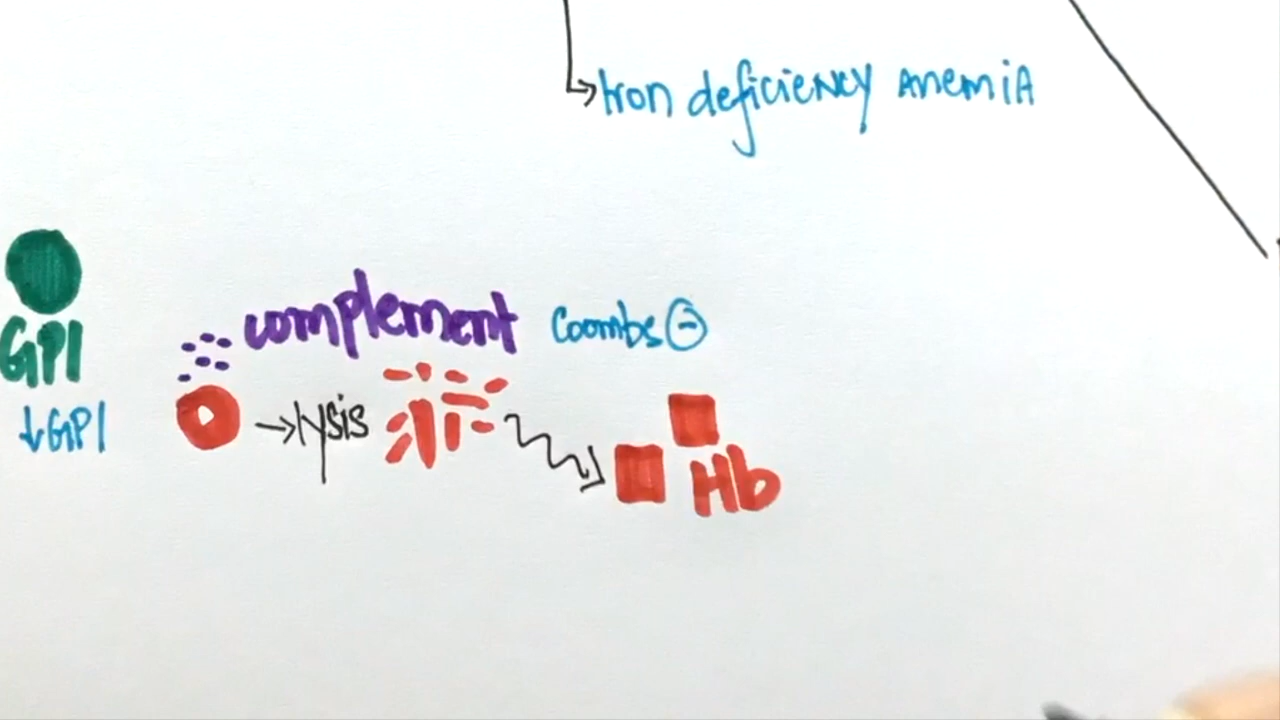 Iron deficiency anemia
GPI
complement Coombs ⊖
↓GPI
→lysis
Hb